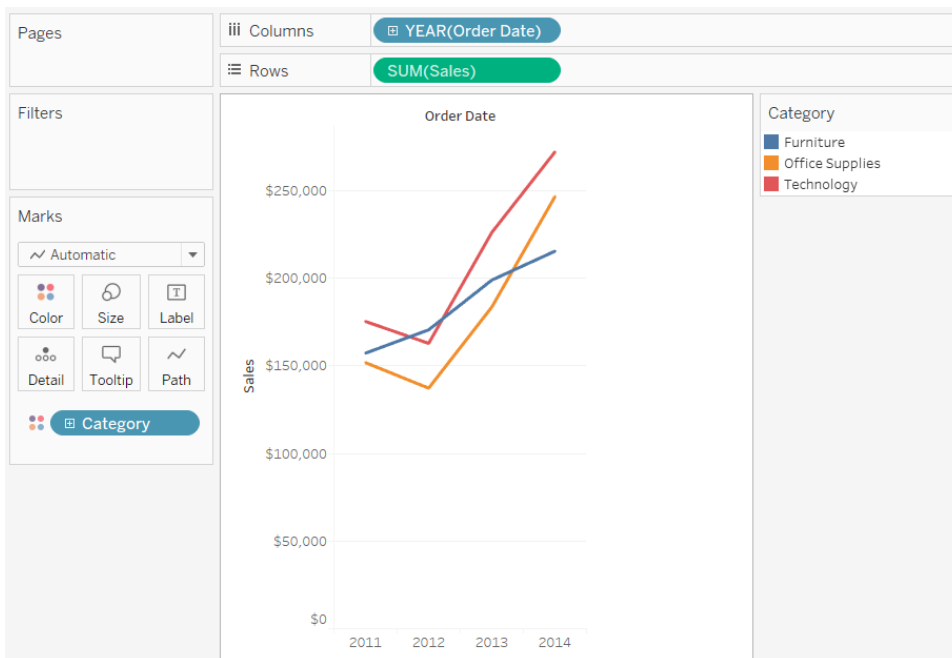 Pages
Columns
YEAR(Order Date)
Rows
SUM(Sales)
Filters
Marks
Automatic
Color
Size
Label
Detail
Tooltip
Path
Category
Order Date
Sales
$250,000
$200,000
$150,000
$100,000
$50,000
$0
2011 2012 2013 2014
Category
Furniture
Office Supplies
Technology